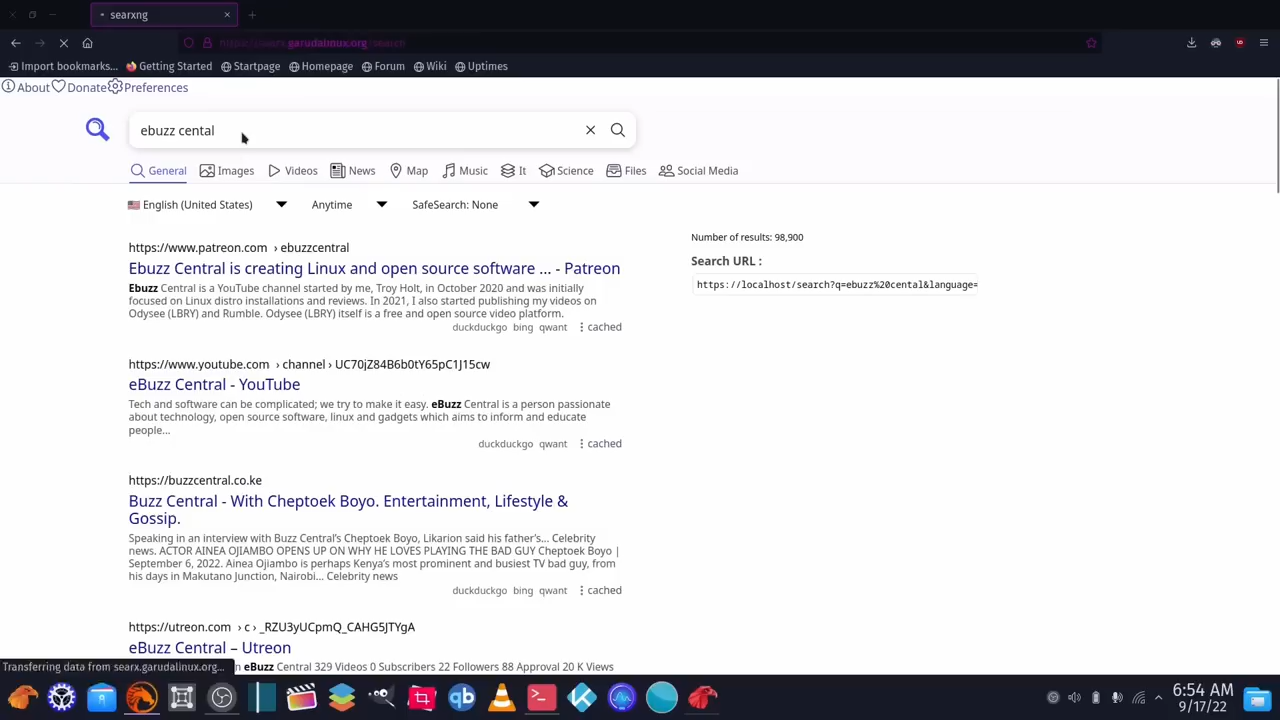 searxng
https://searx.garudalinux.org/search
Import bookmarks... Getting Started Startpage Homepage Forum Wiki Uptimes
About Donate Preferences
ebuzz cental
General Images Videos News Map Music It Science Files Social Media
English (United States) Anytime SafeSearch: None
https://www.patreon.com › ebuzzcentral
Ebuzz Central is creating Linux and open source software ... - Patreon
Ebuzz Central is a YouTube channel started by me, Troy Holt, in October 2020 and was initially
focused on Linux distro installations and reviews. In 2021, I also started publishing my videos on
Odysee (LBRY) and Rumble. Odysee (LBRY) itself is a free and open source video platform.
duckduckgo bing qwant cached
Number of results: 98,900
Search URL :
https://localhost/search?q=ebuzz%20cental&language=
https://www.youtube.com › channel › UC70jZ84B6b0tY65pC1J15cw
eBuzz Central - YouTube
Tech and software can be complicated; we try to make it easy. eBuzz Central is a person passionate
about technology, open source software, linux and gadgets which aims to inform and educate
people...
duckduckgo qwant cached
https://buzzcentral.co.ke
Buzz Central - With Cheptoek Boyo. Entertainment, Lifestyle &
Gossip.
Speaking in an interview with Buzz Central's Cheptoek Boyo, Likarion said his father's... Celebrity
news. ACTOR AINEA OJIAMBO OPENS UP ON WHY HE LOVES PLAYING THE BAD GUY Cheptoek Boyo |
September 6, 2022. Ainea Ojiambo is perhaps Kenya's most prominent and busiest TV bad guy, from
his days in Makutano Junction, Nairobi... Celebrity news
duckduckgo bing qwant cached
https://utreon.com › c › _RZU3yUCpmQ_CAHG5JTYgA
eBuzz Central – Utreon
eBuzz Central 329 Videos 0 Subscribers 22 Followers 88 Approval 20 K Views
Transferring data from searx.garudalinux.org...
6:54 AM
9/17/22